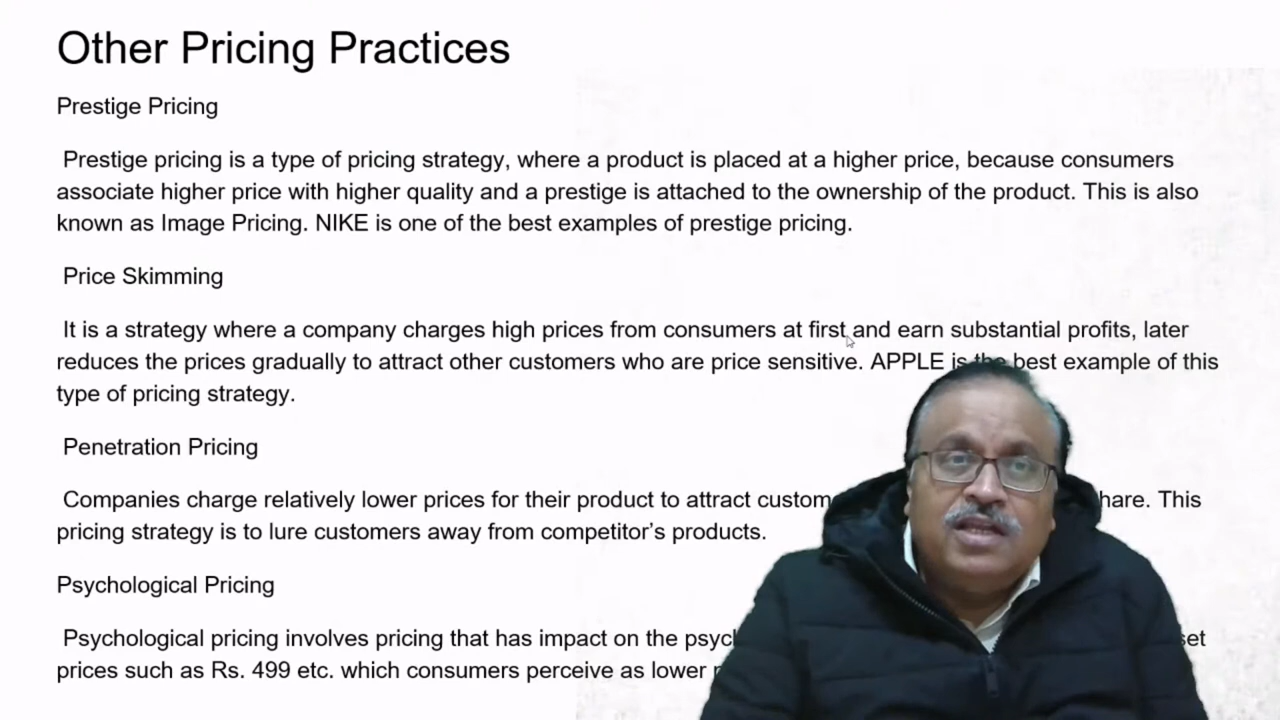 Other Pricing Practices
Prestige Pricing
Prestige pricing is a type of pricing strategy, where a product is placed at a higher price, because consumers
associate higher price with higher quality and a prestige is attached to the ownership of the product. This is also
known as Image Pricing. NIKE is one of the best examples of prestige pricing.
Price Skimming
It is a strategy where a company charges high prices from consumers at first and earn substantial profits, later
reduces the prices gradually to attract other customers who are price sensitive. APPLE is the best example of this
type of pricing strategy.
Penetration Pricing
Companies charge relatively lower prices for their product to attract This
pricing strategy is to lure customers away from competitor's products.
Psychological Pricing
Psychological pricing involves pricing that has impact on the set
prices such as Rs. 499 etc. which consumers perceive as lower